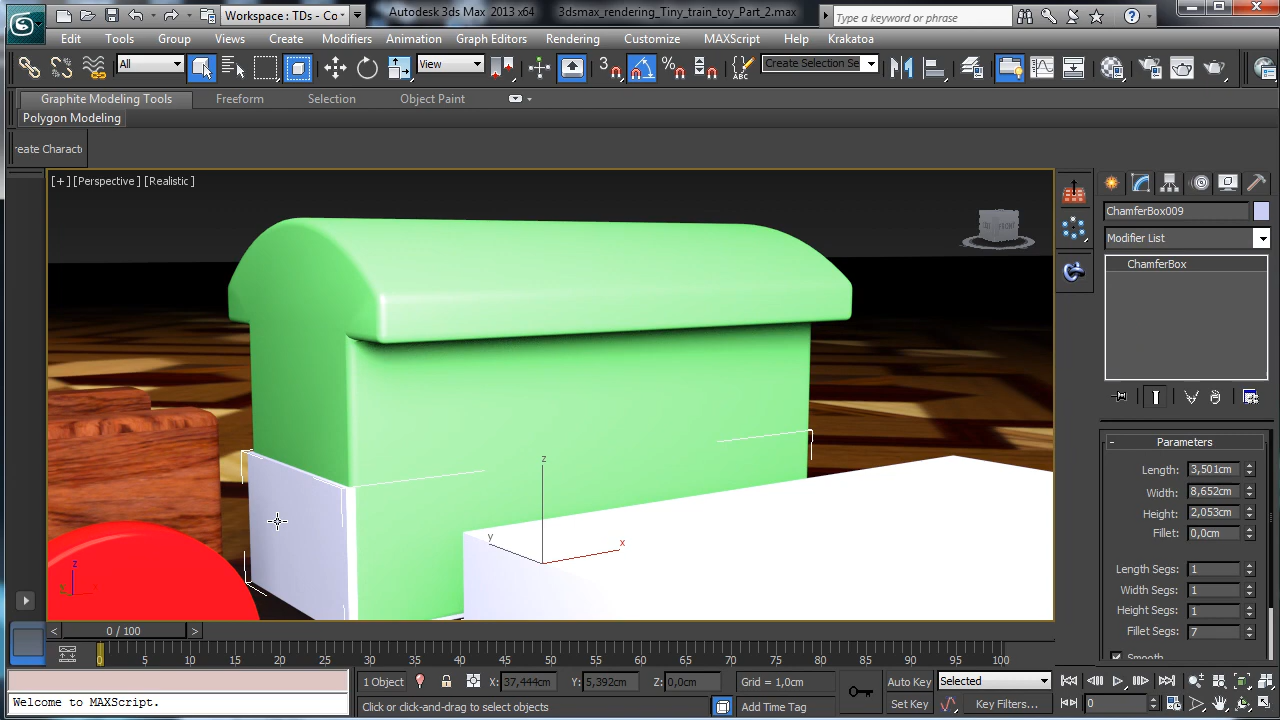 Workspace : TDs - Co
Autodesk 3ds Max 2013 x64
3dsmax_rendering_Tiny_train_toy_Part_2.max
Type a keyword or phrase
Edit Tools Group Views Create Modifiers Animation Graph Editors Rendering Customize MAXScript Help Krakatoa
All
View
3
ABC
Create Selection Se
Graphite Modeling Tools Freeform Selection Object Paint
Polygon Modeling
reate Charact
[+] [Perspective] [Realistic]
FRONT
ChamferBox009
Modifier List
ChamferBox
z
y
x
z
- Parameters
Length: 3,501cm
Width: 8,652cm
Height: 2,053cm
Fillet: 0,0cm
Length Segs: 1
Width Segs: 1
Height Segs: 1
Fillet Segs: 7
Smooth
< 0 / 100 >
0 5 10 15 20 25 30 35 40 45 50 55 60 65 70 75 80 85 90 95 100
1 Object X: 37,444cm Y: 5,392cm Z: 0,0cm Grid = 1,0cm Auto Key Selected
Welcome to MAXScript. Click or click-and-drag to select objects Add Time Tag Set Key Key Filters... 0